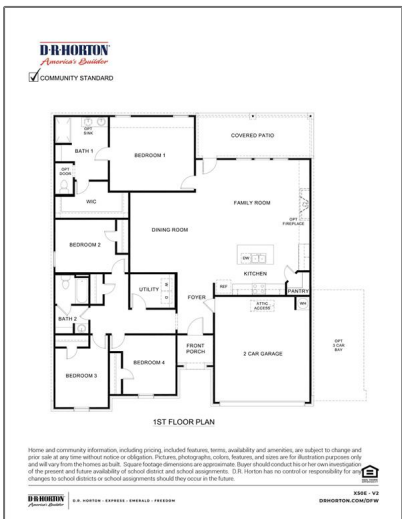 D·R·HORTON®
America's Builder
COMMUNITY STANDARD
OPT SINK
COVERED PATIO
BATH 1
BEDROOM 1
OPT DOOR
FAMILY ROOM
WIC
OPT FIREPLACE
DINING ROOM
BEDROOM 2
DW
KITCHEN
REF
PANTRY
UTILITY
FOYER
ATTIC ACCESS
WH
BATH 2
FRONT PORCH
2 CAR GARAGE
OPT 3 CAR BAY
BEDROOM 4
BEDROOM 3
1ST FLOOR PLAN
Home and community information, including pricing, included features, terms, availability and amenities, are subject to change and
prior sale at any time without notice or obligation. Pictures, photographs, colors, features, and sizes are for illustration purposes only
and will vary from the homes as built. Square footage dimensions are approximate. Buyer should conduct his or her own investigation
of the present and future availability of school district and school assignments. D.R. Horton has no control or responsibility for any
changes to school districts or school assignments should they occur in the future.
D·R·HORTON
America's Builder
D.R. HORTON - EXPRESS - EMERALD - FREEDOM
X50E - V2
DRHORTON.COM/DFW